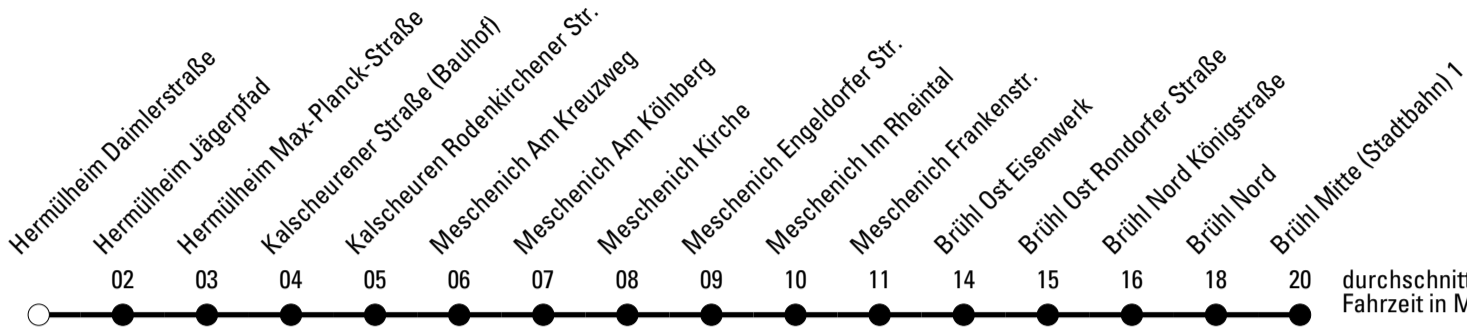 Hermülheim Daimlerstraße
Hermülheim Jägerpfad
Hermülheim Max-Planck-Straße
Kalscheurener Straße (Bauhof)
Kalscheuren Rodenkirchener Str.
Meschenich Am Kreuzweg
Meschenich Am Kölnberg
Meschenich Kirche
Meschenich Engeldorfer Str.
Meschenich Im Rheintal
Meschenich Frankenstr.
Brühl Ost Eisenwerk
Brühl Ost Rondorfer Straße
Brühl Nord Königstraße
Brühl Nord
Brühl Mitte (Stadtbahn) 1
02 03 04 05 06 07 08 09 10 11 14 15 16 18 20
durchschnitt
Fahrzeit in M